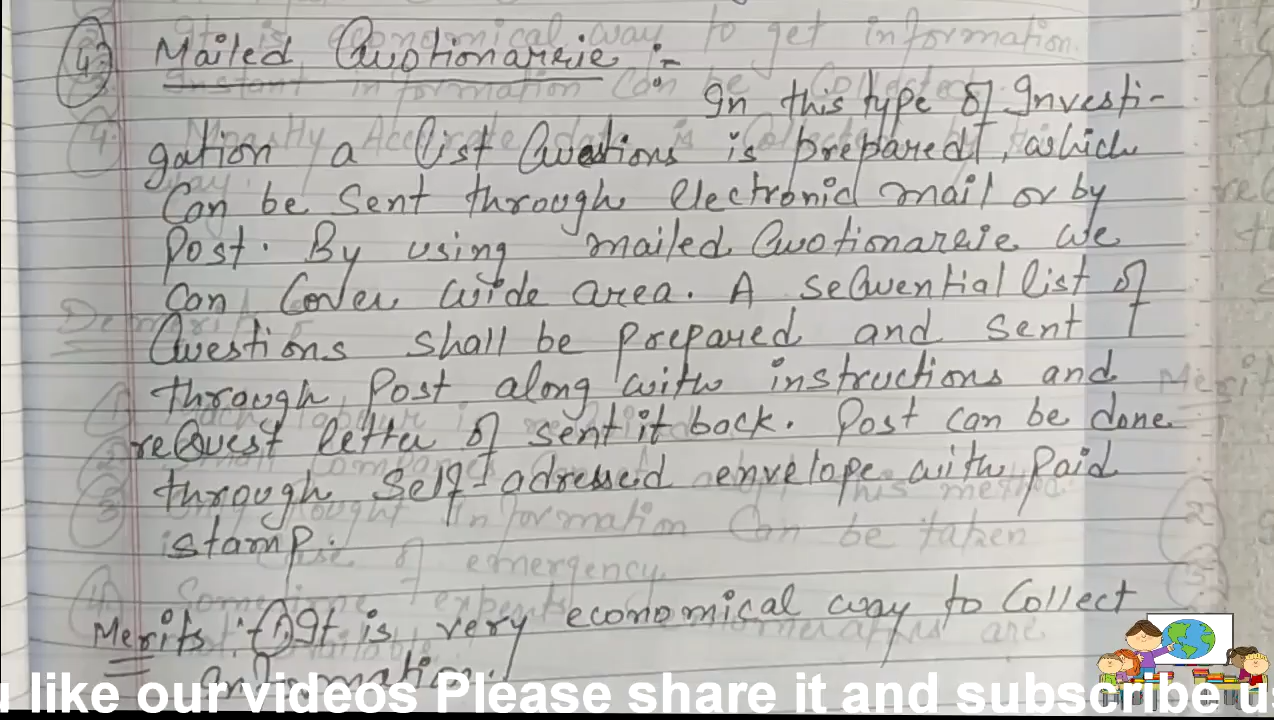 4) Mailed Quotionareie :-
In this type of Investi-
gation a list Questions is prepared, which
Can be Sent through Electronic mail or by
Post. By using mailed Quotionareie we
Can Cover wide area. A seQuential list of
Questions shall be prepared and sent
through Post along with instructions and
reQuest letter of sent it back. Post can be done
through Self-adressed envelope with Paid
stamp.
Merits :- 1) It is very economical way to Collect
information.
u like our videos Please share it and subscribe us